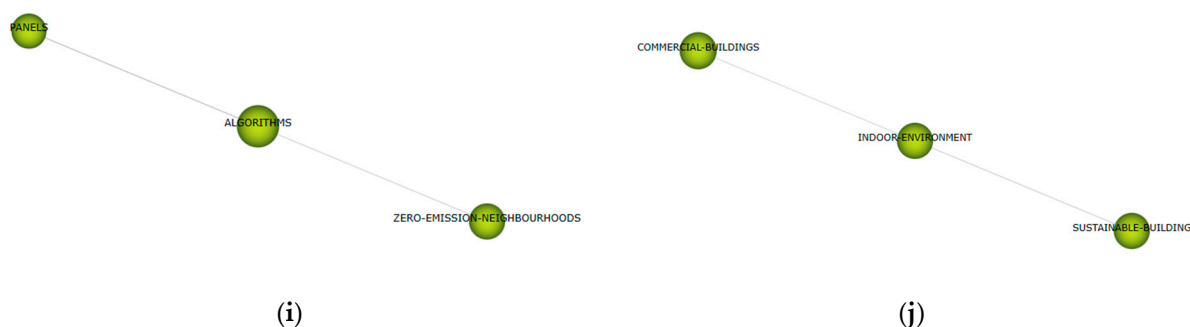 PANELS
ALGORITHMS
ZERO-EMISSION-NEIGHBOURHOODS
(i)
COMMERCIAL-BUILDINGS
INDOOR-ENVIRONMENT
SUSTAINABLE-BUILDING
(j)